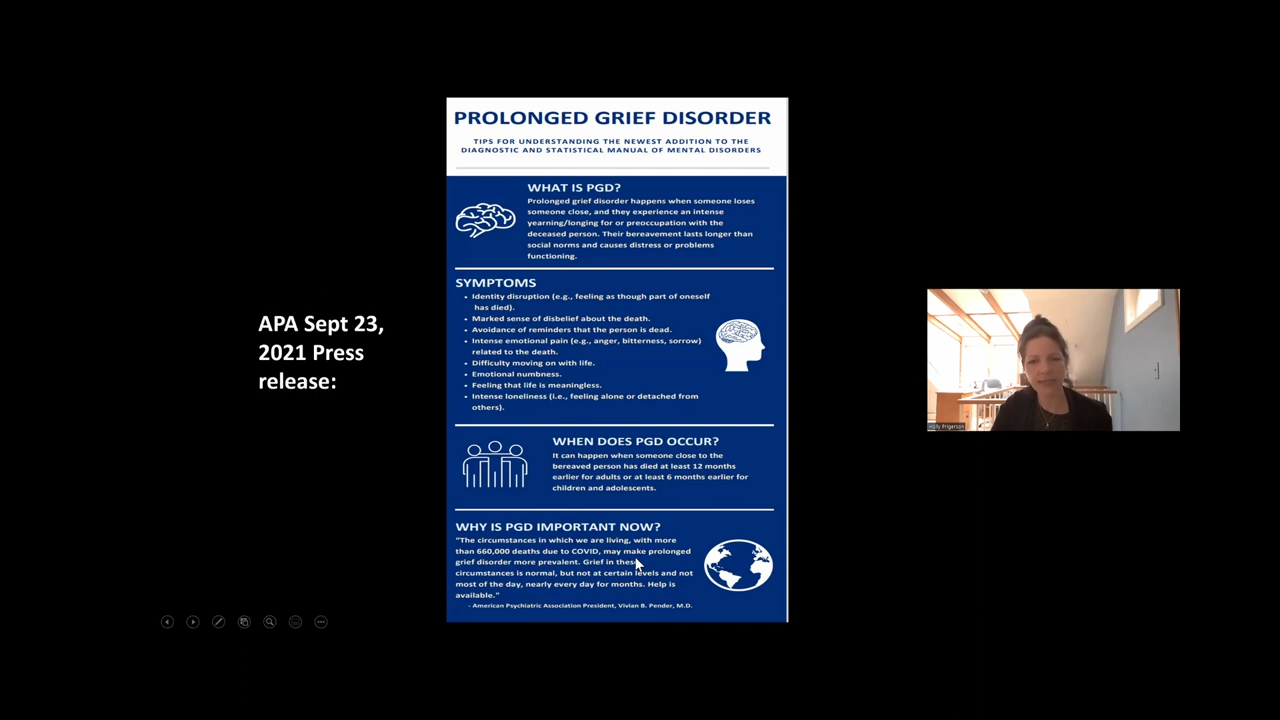 PROLONGED GRIEF DISORDER
TIPS FOR UNDERSTANDING THE NEWEST ADDITION TO THE
DIAGNOSTIC AND STATISTICAL MANUAL OF MENTAL DISORDERS
WHAT IS PGD?
Prolonged grief disorder happens when someone loses
someone close, and they experience an intense
yearning/longing for or preoccupation with the
deceased person. Their bereavement lasts longer than
social norms and causes distress or problems
functioning.
SYMPTOMS
• Identity disruption (e.g., feeling as though part of oneself
has died).
• Marked sense of disbelief about the death.
• Avoidance of reminders that the person is dead.
• Intense emotional pain (e.g., anger, bitterness, sorrow)
related to the death.
• Difficulty moving on with life.
• Emotional numbness.
• Feeling that life is meaningless.
• Intense loneliness (i.e., feeling alone or detached from
others).
WHEN DOES PGD OCCUR?
It can happen when someone close to the
bereaved person has died at least 12 months
earlier for adults or at least 6 months earlier for
children and adolescents.
WHY IS PGD IMPORTANT NOW?
"The circumstances in which we are living, with more
than 660,000 deaths due to COVID, may make prolonged
grief disorder more prevalent. Grief in these
circumstances is normal, but not at certain levels and not
most of the day, nearly every day for months. Help is
available."
- American Psychiatric Association President, Vivian B. Pender, M.D.
APA Sept 23,
2021 Press
release:
Holly Prigerson